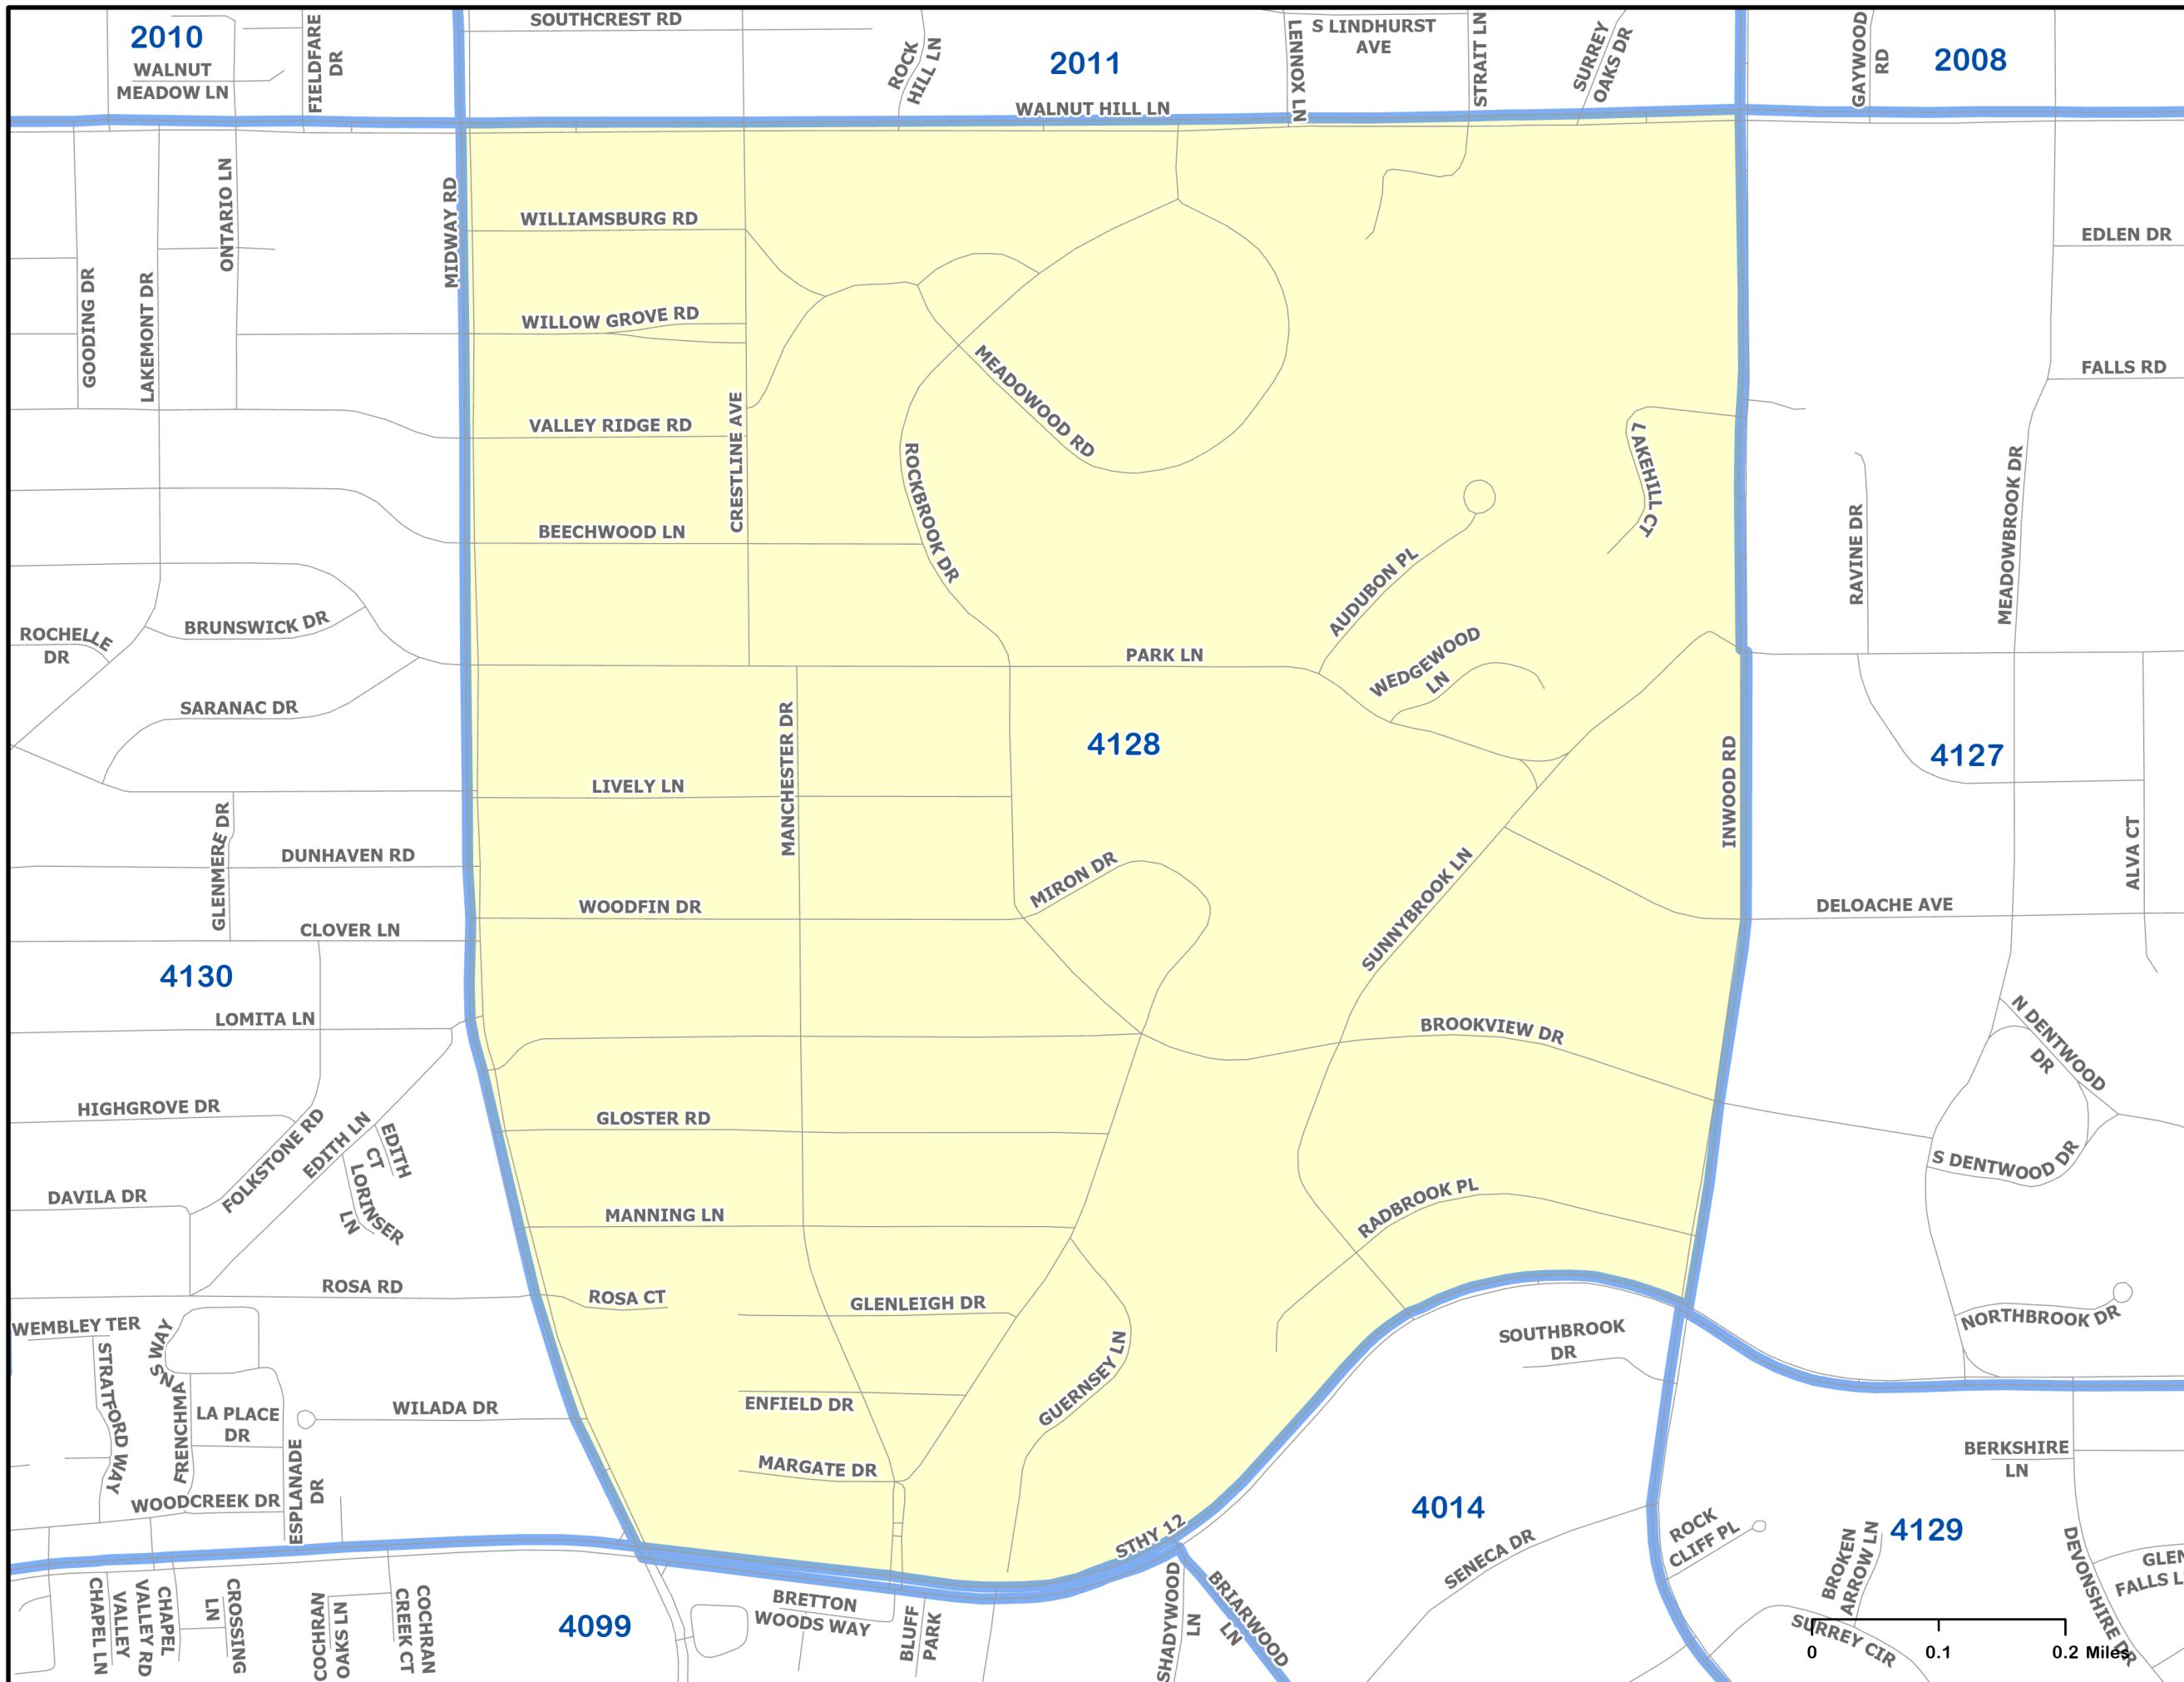 2010
WALNUT
MEADOW LN
FIELDFARE
DR
SOUTHCREST RD
ROCK
HILL LN
2011
WALNUT HILL LN
LENNOX LN
S LINDHURST
AVE
STRAIT LN
SURREY
OAKS DR
GAYWOOD
RD
2008
GOODING DR
LAKEMONT DR
ONTARIO LN
MIDWAY RD
WILLIAMSBURG RD
WILLOW GROVE RD
EDLEN DR
FALLS RD
VALLEY RIDGE RD
CRESTLINE AVE
MEADOWOOD RD
ROCKBROOK DR
LAKEHILL CT
BEECHWOOD LN
AUDUBON PL
RAVINE DR
MEADOWBROOK DR
ROCHELLE
DR
BRUNSWICK DR
PARK LN
WEDGEWOOD
LN
SARANAC DR
MANCHESTER DR
4128
INWOOD RD
4127
LIVELY LN
GLENMERE DR
DUNHAVEN RD
MIRON DR
SUNNYBROOK LN
ALVA CT
WOODFIN DR
DELOACHE AVE
CLOVER LN
4130
LOMITA LN
BROOKVIEW DR
N DENTWOOD
DR
HIGHGROVE DR
FOLKSTONE RD
EDITH LN
EDITH
CT
LORINSER
LN
GLOSTER RD
S DENTWOOD DR
DAVILA DR
MANNING LN
RADBROOK PL
ROSA RD
ROSA CT
GLENLEIGH DR
NORTHBROOK DR
WEMBLEY TER
STRATFORD WAY
FRENCHMANS WAY
SOUTHBROOK
DR
GUERNSEY LN
LA PLACE
DR
WILADA DR
ENFIELD DR
ESPLANADE
DR
MARGATE DR
BERKSHIRE
LN
WOODCREEK DR
STHY 12
4014
SENECA DR
ROCK
CLIFF PL
BROKEN
ARROW LN
4129
DEVONSHIRE DR
GLEN
FALLS L
CHAPEL LN
VALLEY
VALLEY RD
CHAPEL
CROSSING
LN
COCHRAN
OAKS LN
COCHRAN
CREEK CT
4099
BRETTON
WOODS WAY
BLUFF
PARK
SHADYWOOD
LN
BRIARWOOD
LN
SURREY CIR
0 0.1 0.2 Miles